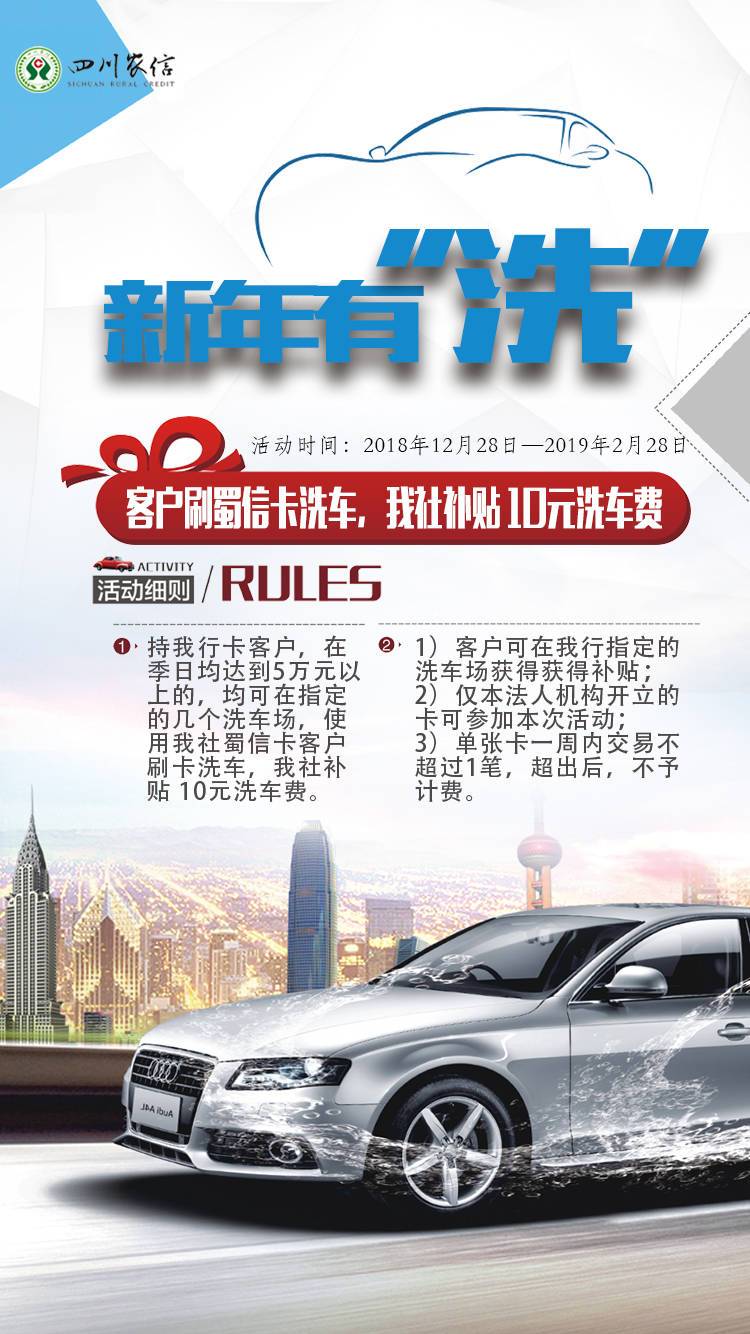 四川农信
SICHUAN RURAL CREDIT
新年有“洗”
活动时间：2018年12月28日—2019年2月28日
客户刷蜀信卡洗车，我社补贴10元洗车费
ACTIVITY
活动细则/RULES
1 持我行卡客户，在
季日均达到5万元以
上的，均可在指定
的几个洗车场，使
用我社蜀信卡客户
刷卡洗车，我社补
贴 10元洗车费。
2 1）客户可在我行指定的
洗车场获得获得补贴；
2）仅本法人机构开立的
卡可参加本次活动；
3）单张卡一周内交易不
超过1笔，超出后，不予
计费。
Audi A4L